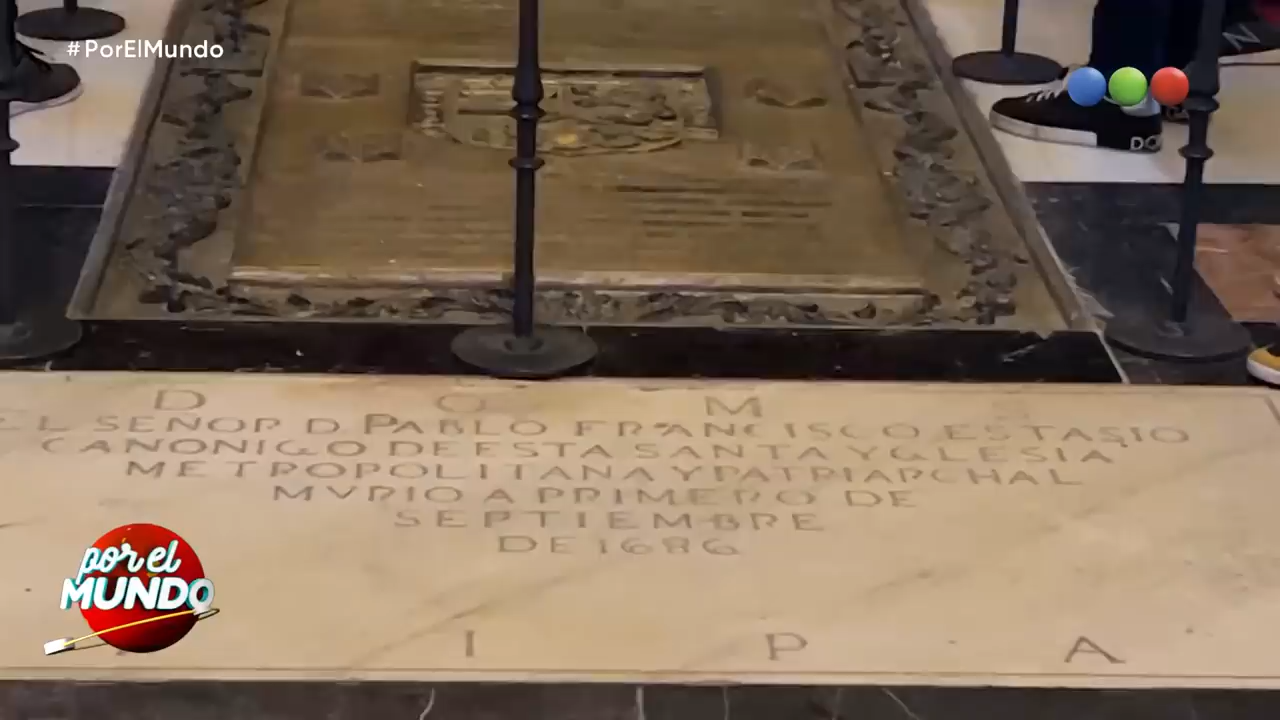 #PorElMundo
DO
D O M
EL SEÑOR D PABLO FRANCISCO ESTASIO
CANONIGO DE ESTA SANTA YGLESIA
METROPOLITANA Y PATRIARCHAL
MVRIO A PRIMERO DE
SEPTIEMBRE
DE 1686
por el
MUNDO
I P A